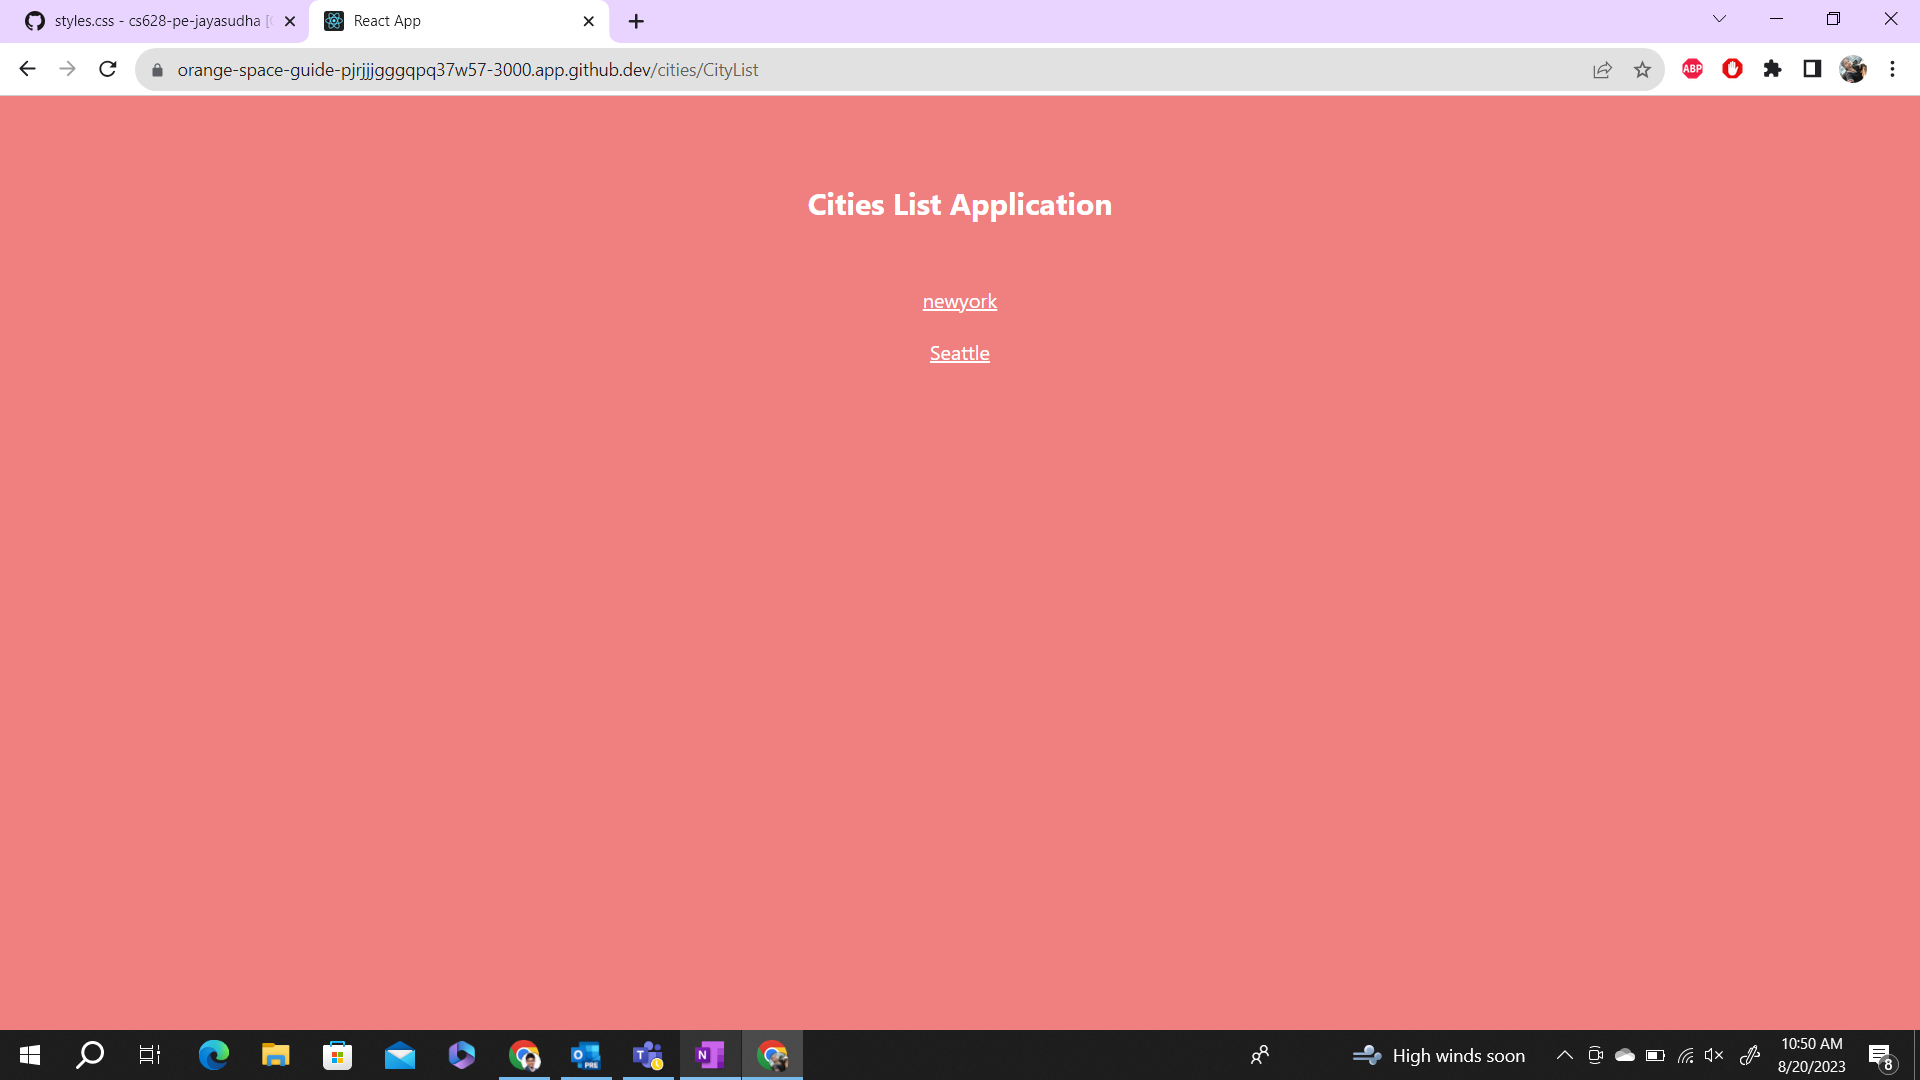 styles.css - cs628-pe-jayasudha [
React App
orange-space-guide-pjrjjjgggqpq37w57-3000.app.github.dev/cities/CityList
ABP
Cities List Application
newyork
Seattle
High winds soon
10:50 AM
8/20/2023
8